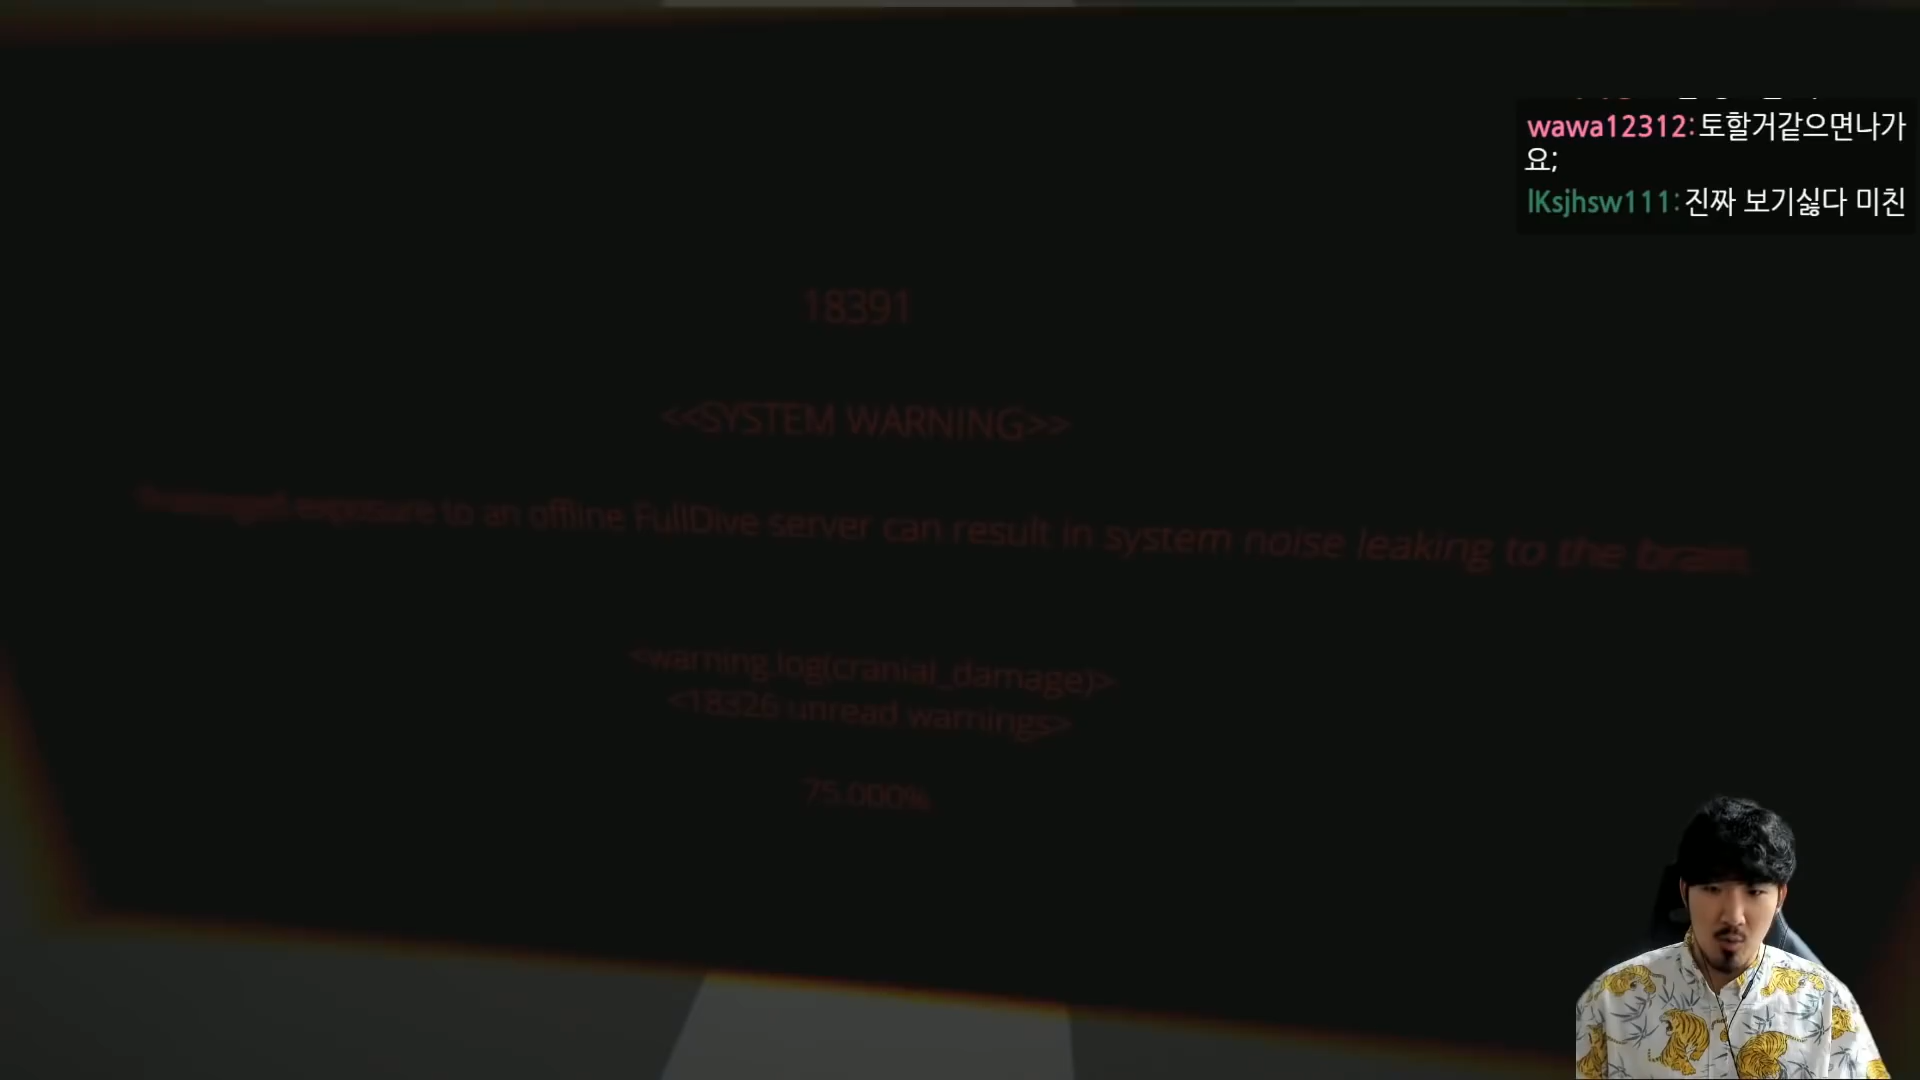 wawa12312: 토할거같으면나가
요;
lKsjhsw111: 진짜 보기싫다 미친
18391
<<SYSTEM WARNING>>
exposure to an offline FullDive server can result in system noise leaking to the brain.
<warning.log(cranial_damage)>
<18326 unread warnings>
75.000%